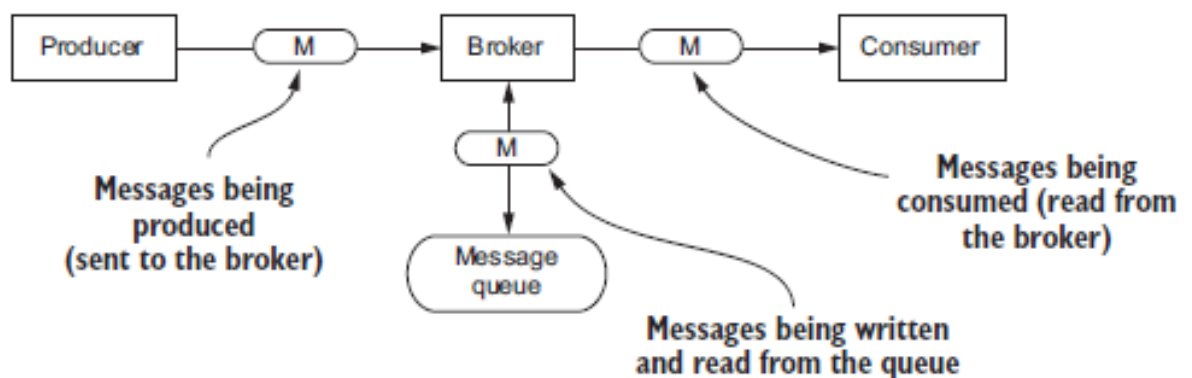 Producer
M
Broker
M
Consumer
M
Messages being
produced
(sent to the broker)
Message
queue
Messages being
consumed (read from
the broker)
Messages being written
and read from the queue